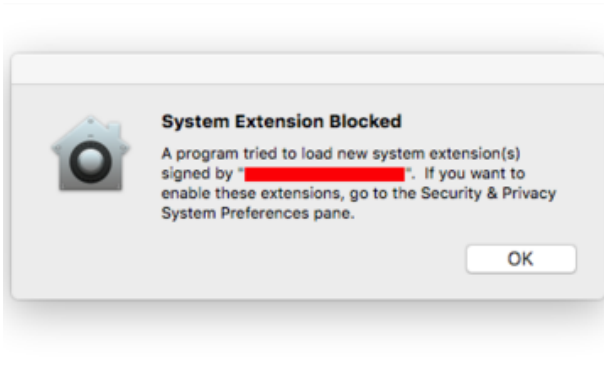 System Extension Blocked
A program tried to load new system extension(s)
signed by "". If you want to
enable these extensions, go to the Security & Privacy
System Preferences pane.
OK